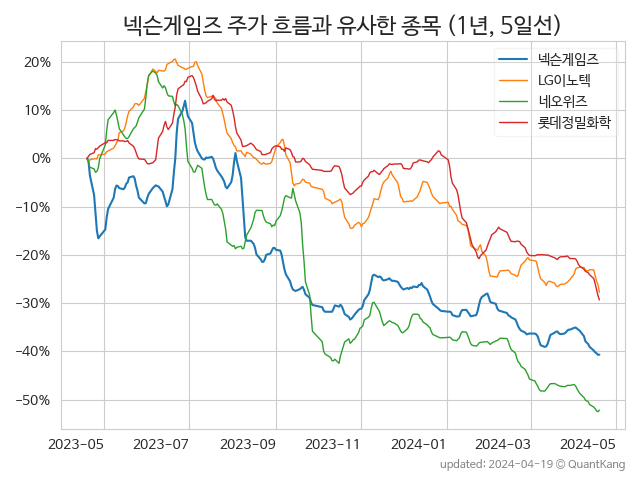 넥슨게임즈 주가 흐름과 유사한 종목 (1년, 5일선)
넥슨게임즈
LG이노텍
네오위즈
롯데정밀화학
20%
10%
0%
−10%
−20%
−30%
−40%
−50%
2023-05 2023-07 2023-09 2023-11 2024-01 2024-03 2024-05
updated: 2024-04-19 © QuantKang